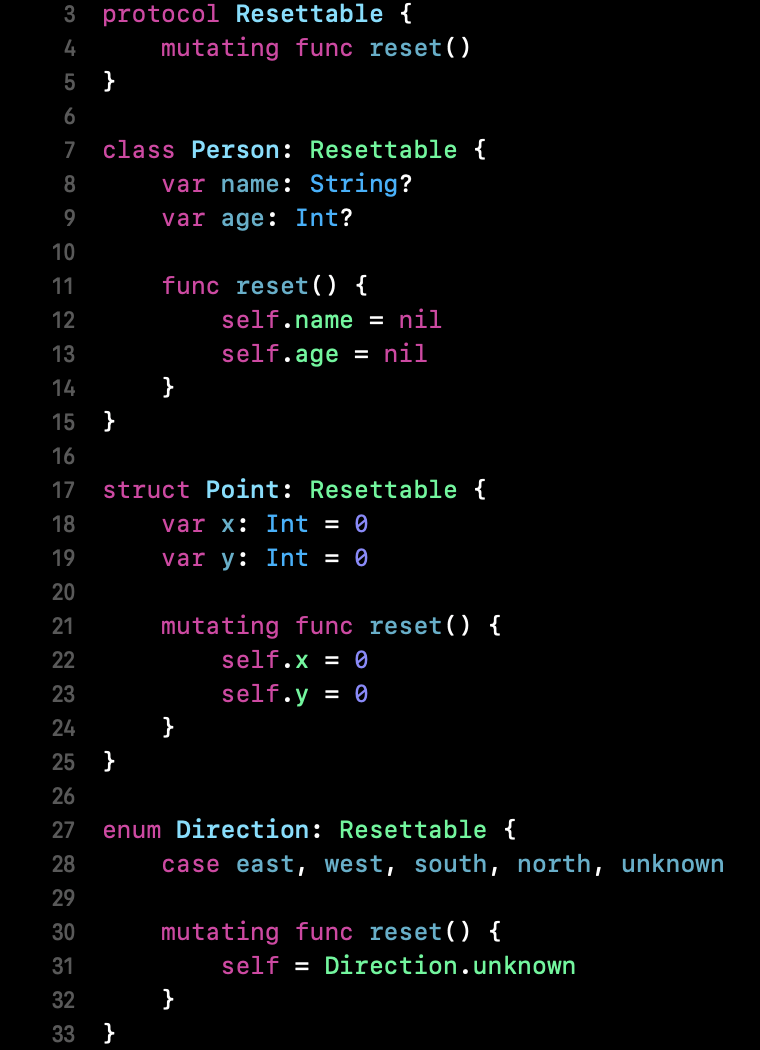 3 protocol Resettable {
4     mutating func reset()
5 }
6
7 class Person: Resettable {
8     var name: String?
9     var age: Int?
10
11     func reset() {
12         self.name = nil
13         self.age = nil
14     }
15 }
16
17 struct Point: Resettable {
18     var x: Int = 0
19     var y: Int = 0
20
21     mutating func reset() {
22         self.x = 0
23         self.y = 0
24     }
25 }
26
27 enum Direction: Resettable {
28     case east, west, south, north, unknown
29
30     mutating func reset() {
31         self = Direction.unknown
32     }
33 }